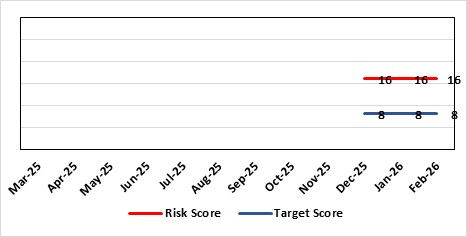 16 16 16
8 8 8
Mar-25 Apr-25 May-25 Jun-25 Jul-25 Aug-25 Sep-25 Oct-25 Nov-25 Dec-25 Jan-26 Feb-26
Risk Score Target Score